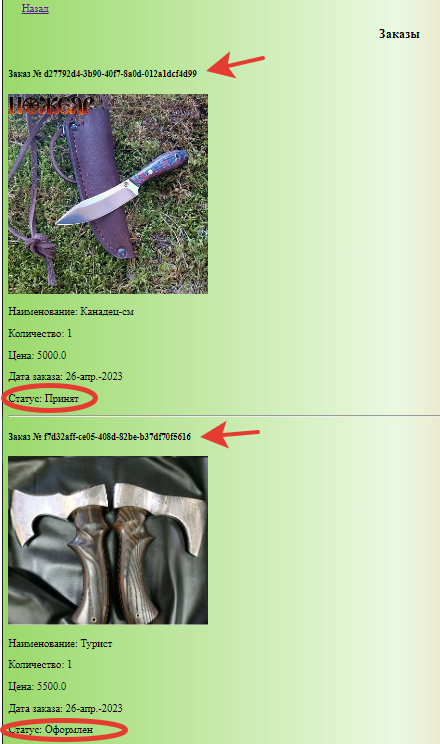 Назад
Заказы
Заказ № d27792d4-3b90-40f7-8a0d-012a1dcf4d99
НОЖЕЯР
Наименование: Канадец-см
Количество: 1
Цена: 5000.0
Дата заказа: 26-апр.-2023
Статус: Принят
Заказ № f7d32aff-ce05-408d-82be-b37df70f5616
Наименование: Турист
Количество: 1
Цена: 5500.0
Дата заказа: 26-апр.-2023
Статус: Оформлен